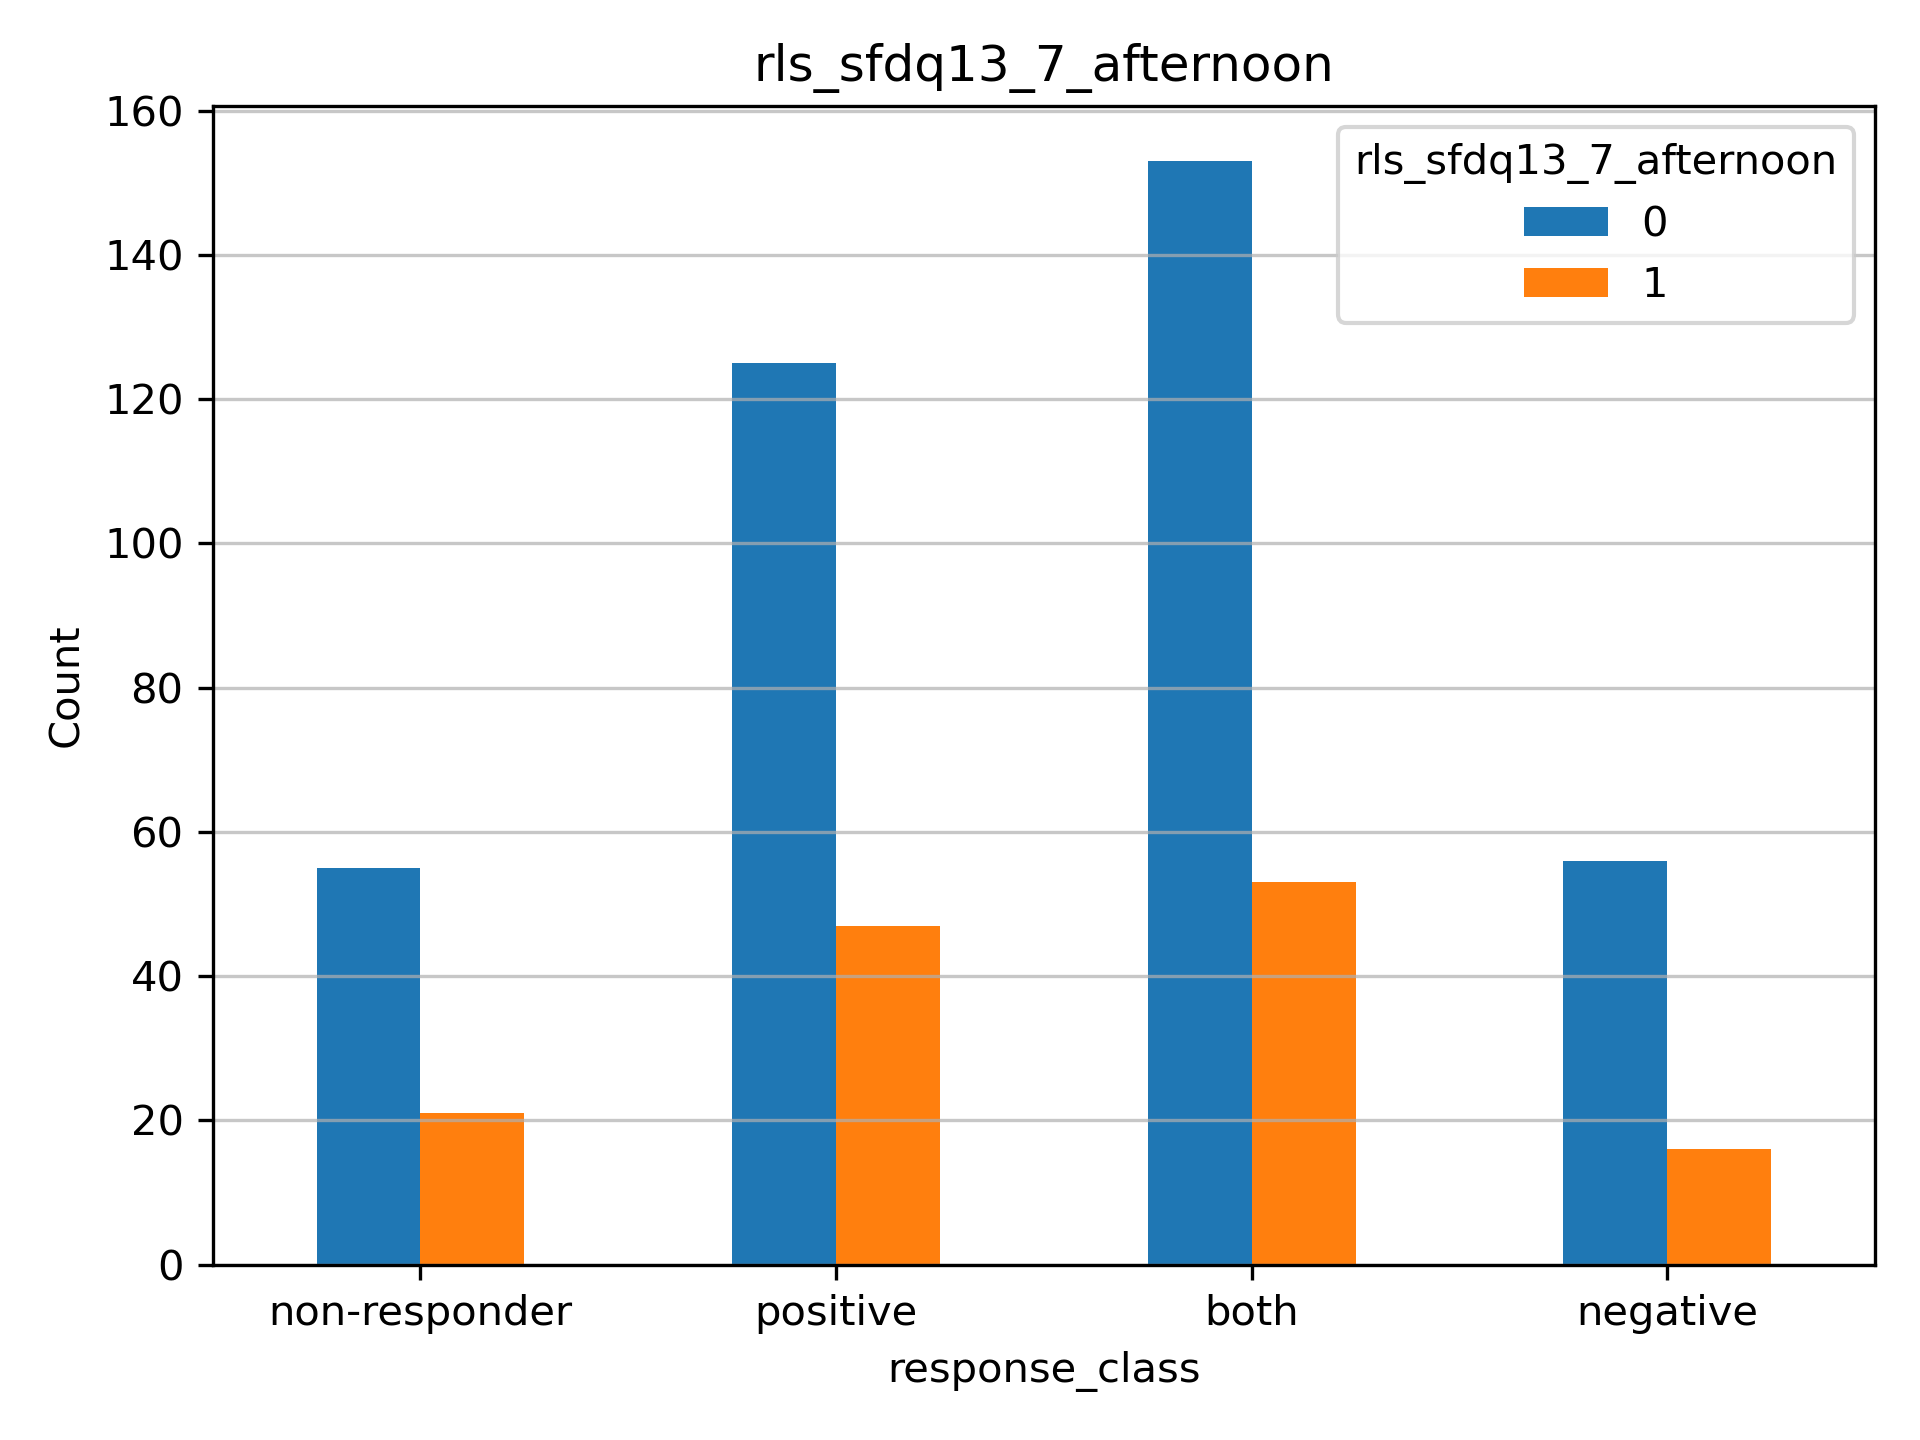 rls_sfdq13_7_afternoon
160
140
120
100
80
60
40
20
0
Count
rls_sfdq13_7_afternoon
0
1
non-responder positive both negative
response_class